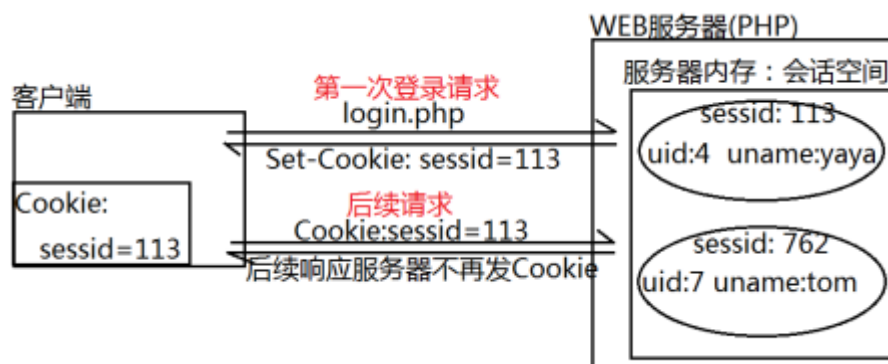 WEB服务器(PHP)
服务器内存：会话空间
客户端
第一次登录请求
login.php
Set-Cookie: sessid=113
sessid: 113
uid:4 uname:yaya
Cookie:
sessid=113
后续请求
Cookie:sessid=113
后续响应服务器不再发Cookie
sessid: 762
uid:7 uname:tom